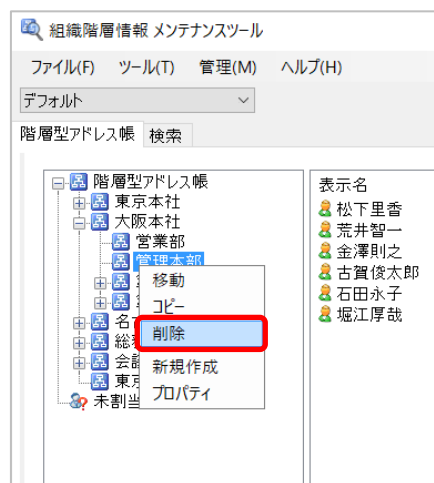 組織階層情報 メンテナンスツール
ファイル(F) ツール(T) 管理(M) ヘルプ(H)
デフォルト
階層型アドレス帳 検索
階層型アドレス帳
東京本社
大阪本社
営業部
管理本部
名
総
会
東
未割当
移動
コピー
削除
新規作成
プロパティ
表示名
松下里香
荒井智一
金澤則之
古賀俊太郎
石田永子
堀江厚哉